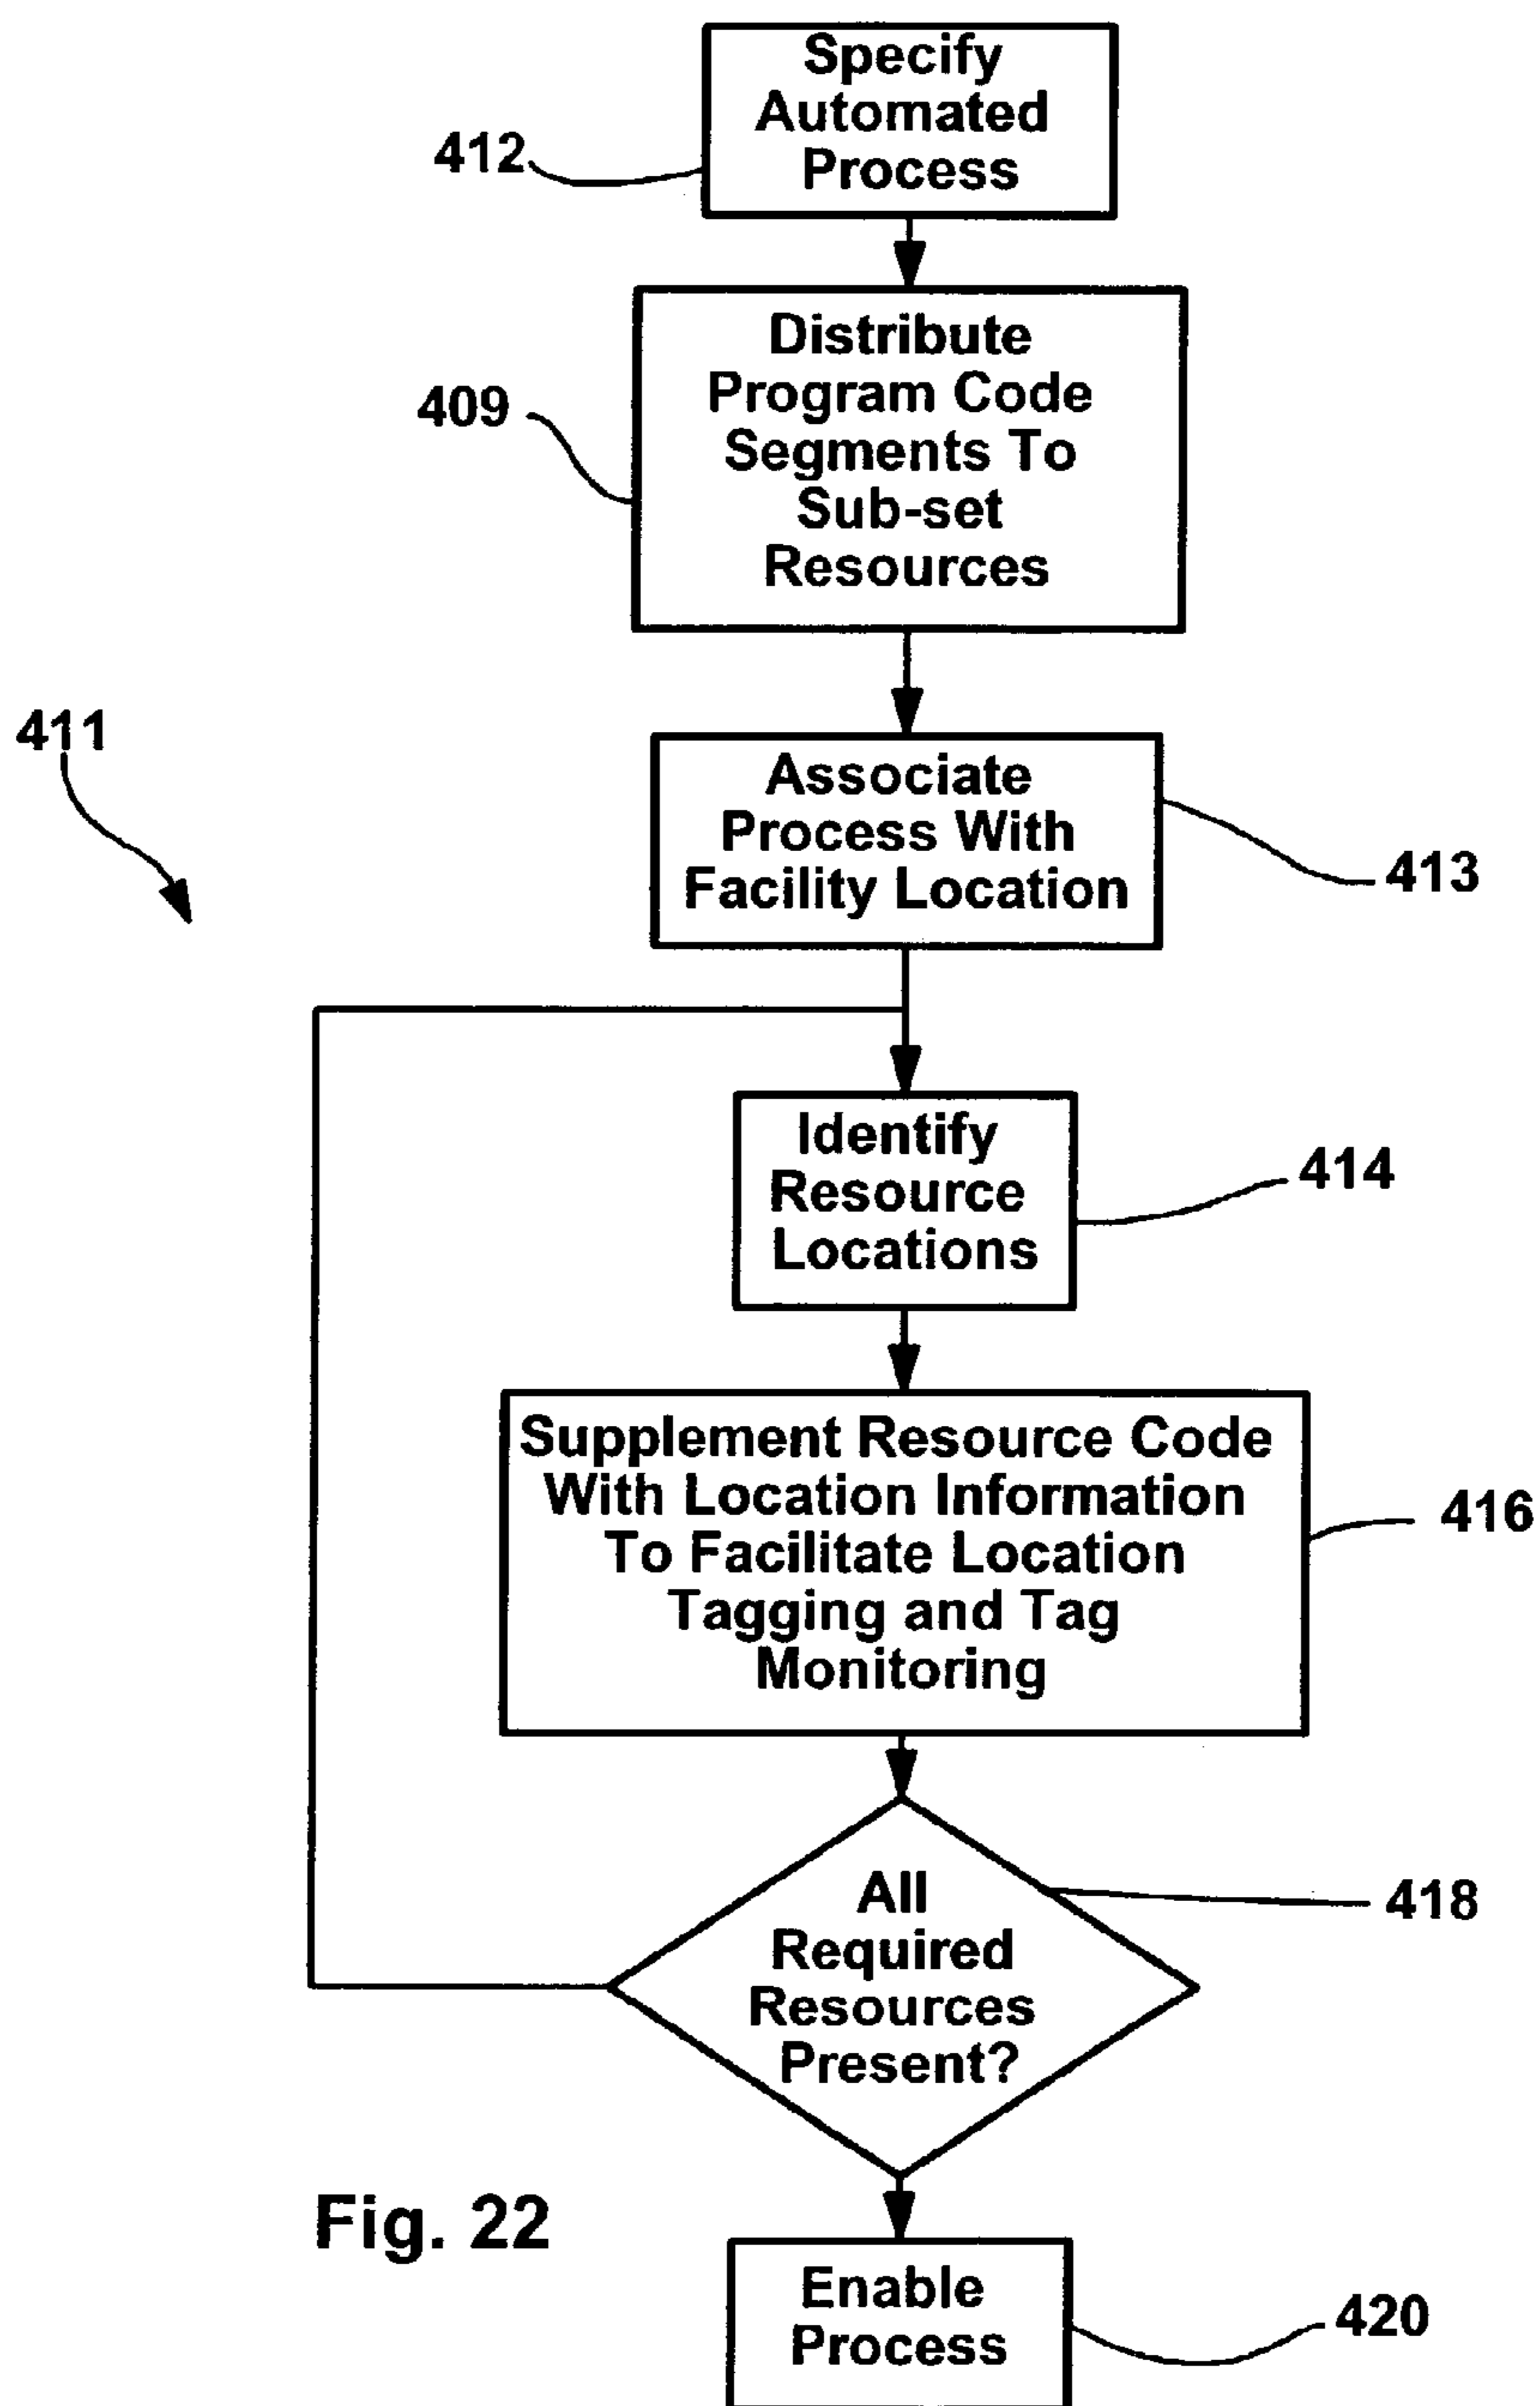 Specify
Automated
Process
412
Distribute
Program Code
Segments To
Sub-set
Resources
409
411
Associate
Process With
Facility Location
413
Identify
Resource
Locations
414
Supplement Resource Code
With Location Information
To Facilitate Location
Tagging and Tag
Monitoring
416
All
Required
Resources
Present?
418
Fig. 22
Enable
Process
420